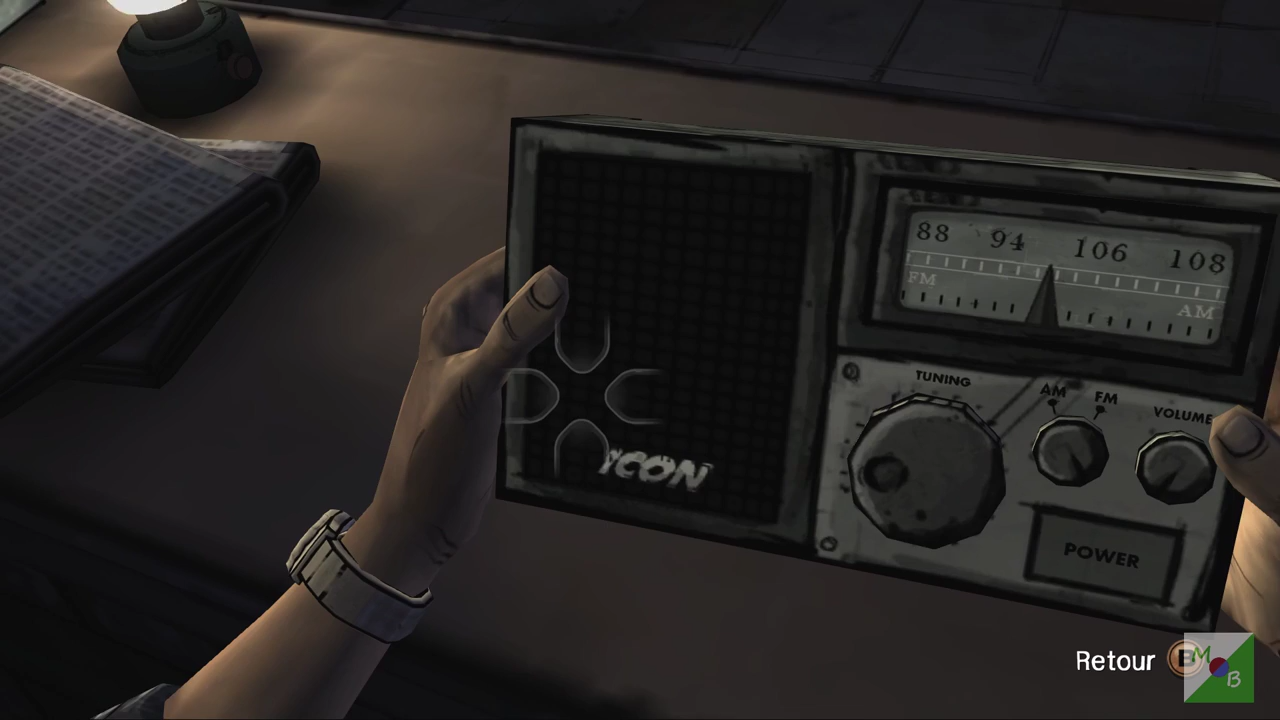 88 94 106 108
FM
AM
TUNING
AM FM
VOLUME
YCON
POWER
Retour B
M
B